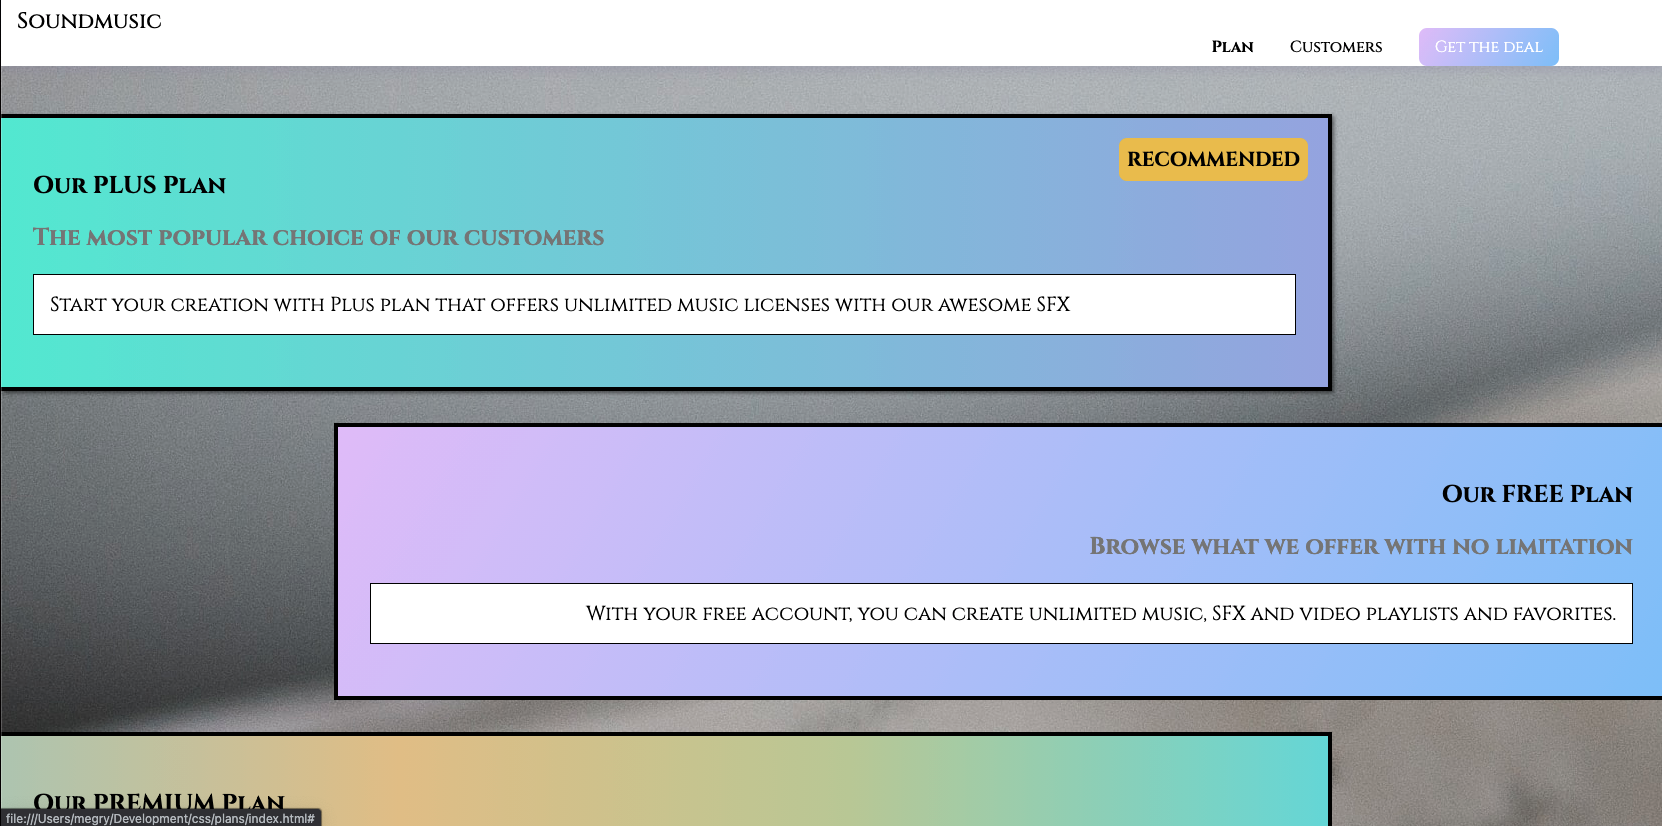 Soundmusic
Plan Customers Get the deal
RECOMMENDED
Our PLUS Plan
The most popular choice of our customers
Start your creation with Plus plan that offers unlimited music licenses with our awesome SFX
Our FREE Plan
Browse what we offer with no limitation
With your free account, you can create unlimited music, SFX and video playlists and favorites.
Our PREMIUM Plan
file:///Users/megry/Development/css/plans/index.html#